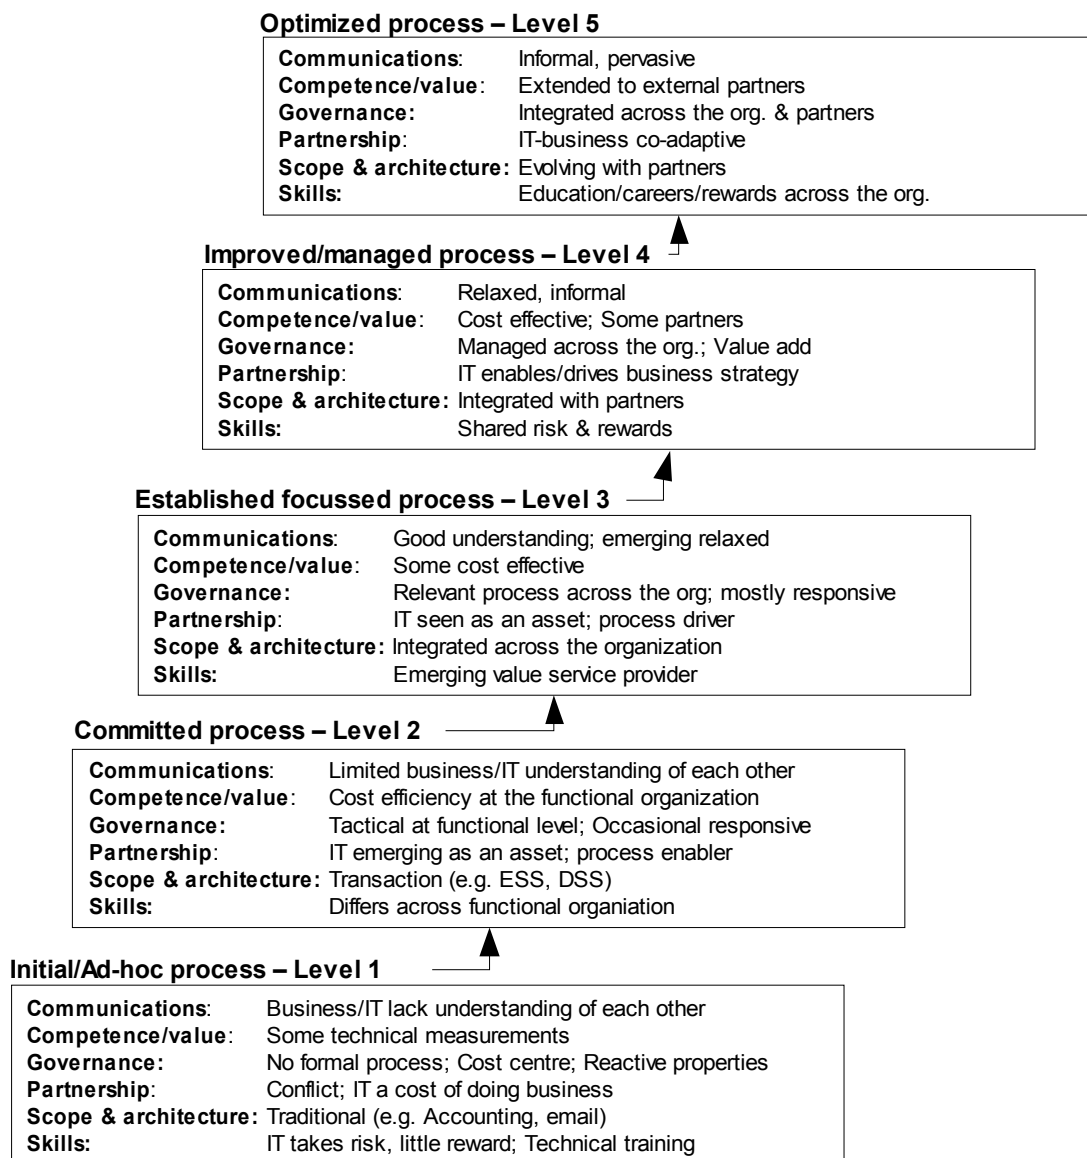 Optimized process – Level 5
Communications: Informal, pervasive
Competence/value: Extended to external partners
Governance: Integrated across the org. & partners
Partnership: IT-business co-adaptive
Scope & architecture: Evolving with partners
Skills: Education/careers/rewards across the org.
Improved/managed process – Level 4
Communications: Relaxed, informal
Competence/value: Cost effective; Some partners
Governance: Managed across the org.; Value add
Partnership: IT enables/drives business strategy
Scope & architecture: Integrated with partners
Skills: Shared risk & rewards
Established focussed process – Level 3
Communications: Good understanding; emerging relaxed
Competence/value: Some cost effective
Governance: Relevant process across the org; mostly responsive
Partnership: IT seen as an asset; process driver
Scope & architecture: Integrated across the organization
Skills: Emerging value service provider
Committed process – Level 2
Communications: Limited business/IT understanding of each other
Competence/value: Cost efficiency at the functional organization
Governance: Tactical at functional level; Occasional responsive
Partnership: IT emerging as an asset; process enabler
Scope & architecture: Transaction (e.g. ESS, DSS)
Skills: Differs across functional organiation
Initial/Ad-hoc process – Level 1
Communications: Business/IT lack understanding of each other
Competence/value: Some technical measurements
Governance: No formal process; Cost centre; Reactive properties
Partnership: Conflict; IT a cost of doing business
Scope & architecture: Traditional (e.g. Accounting, email)
Skills: IT takes risk, little reward; Technical training